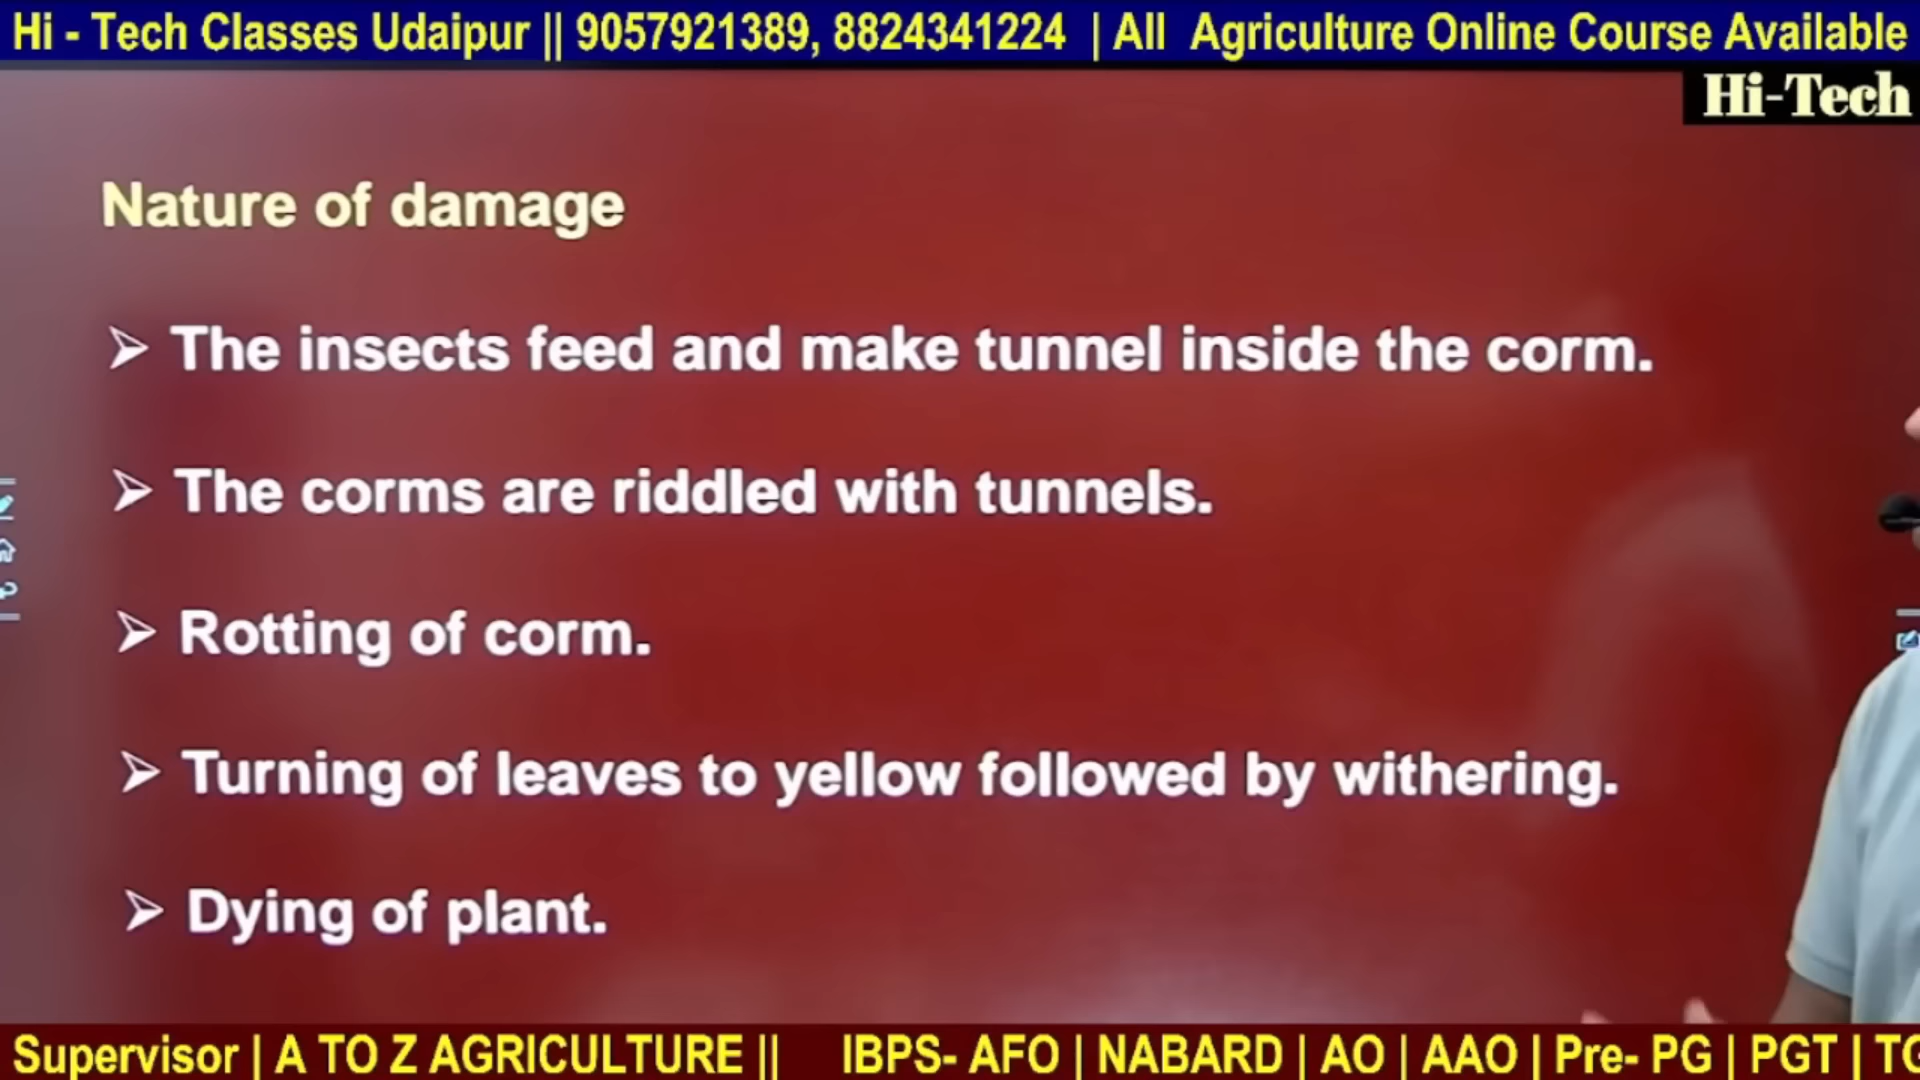 Hi - Tech Classes Udaipur || 9057921389, 8824341224 | All Agriculture Online Course Available
Hi-Tech
Nature of damage
➢ The insects feed and make tunnel inside the corm.
➢ The corms are riddled with tunnels.
➢ Rotting of corm.
➢ Turning of leaves to yellow followed by withering.
➢ Dying of plant.
Supervisor | A TO Z AGRICULTURE || IBPS- AFO | NABARD | AO | AAO | Pre- PG | PGT | TG